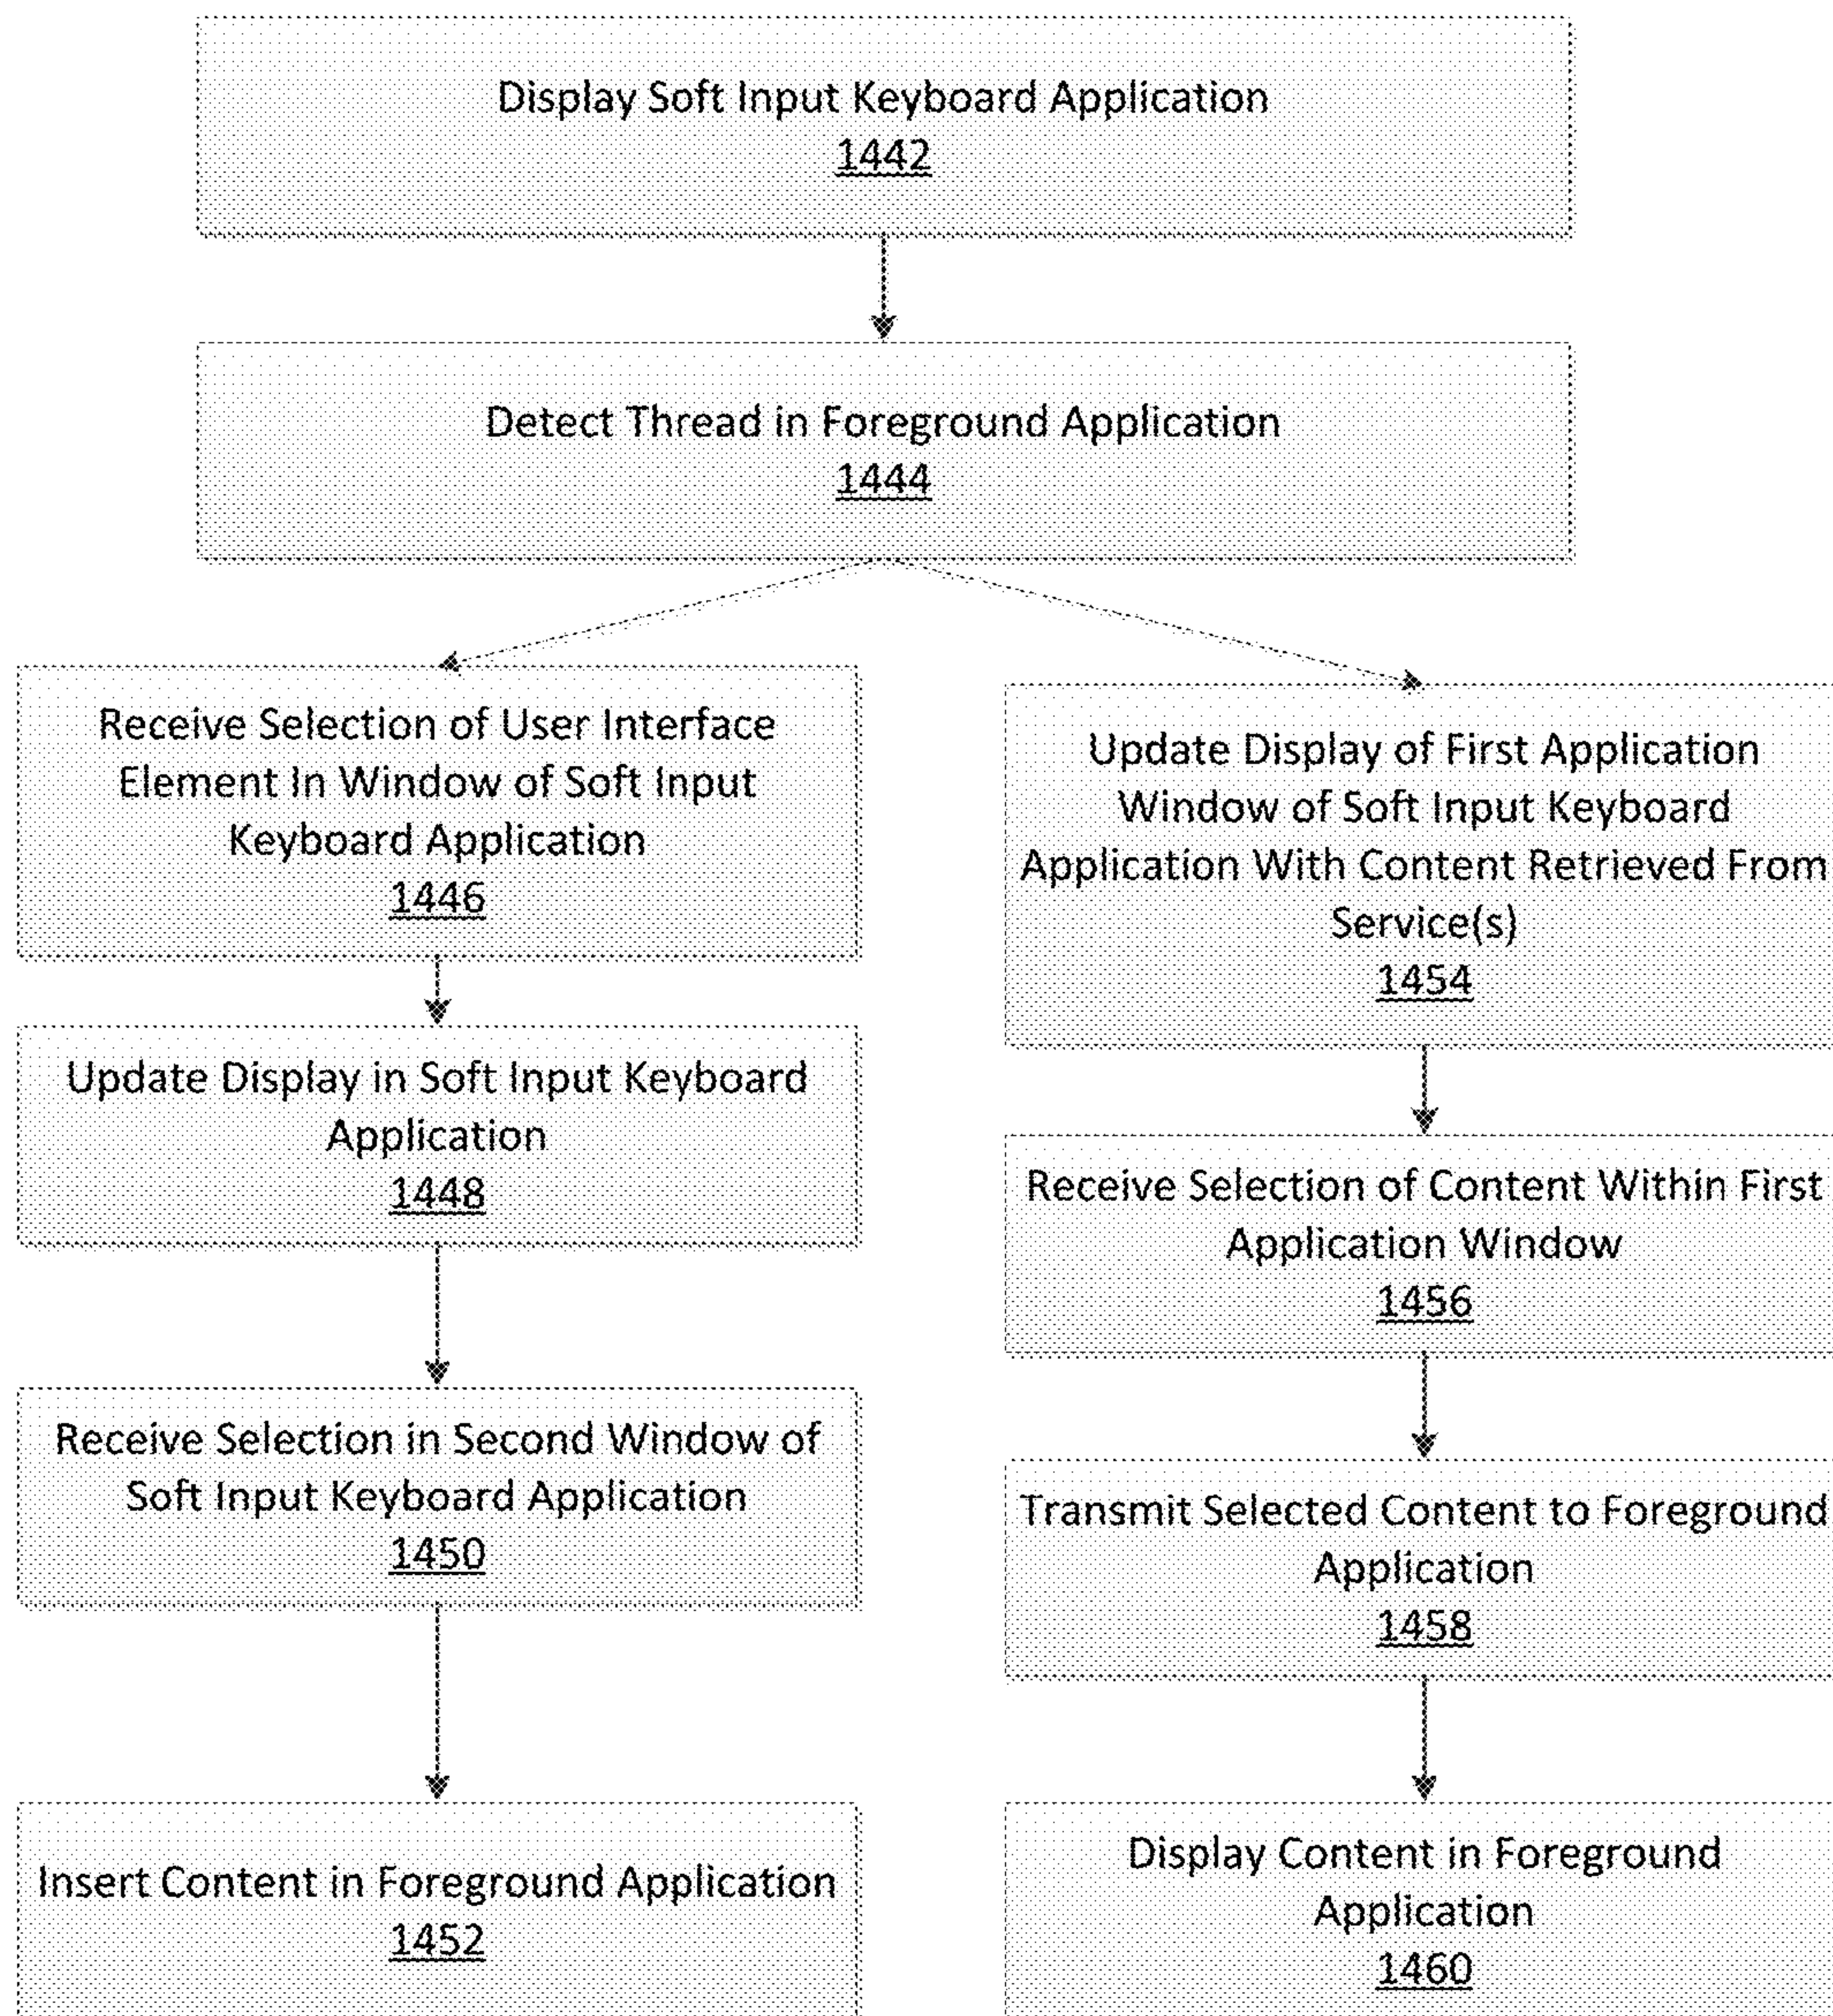 Display Soft Input Keyboard Application
1442
Detect Thread in Foreground Application
1444
Receive Selection of User Interface
Element In Window of Soft Input
Keyboard Application
1446
Update Display in Soft Input Keyboard
Application
1448
Receive Selection in Second Window of
Soft Input Keyboard Application
1450
Insert Content in Foreground Application
1452
Update Display of First Application
Window of Soft Input Keyboard
Application With Content Retrieved From
Service(s)
1454
Receive Selection of Content Within First
Application Window
1456
Transmit Selected Content to Foreground
Application
1458
Display Content in Foreground
Application
1460